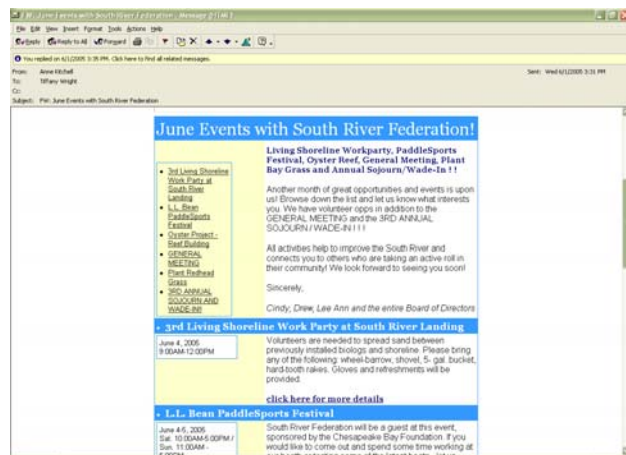 FW: June Events with South River Federation - Message (HTML)
File Edit View Insert Format Tools Actions Help
Reply Reply to All Forward
You replied on 6/1/2005 3:35 PM. Click here to find all related messages.
From: Anne Kitchell Sent: Wed 6/1/2005 3:31 PM
To: Tiffany Wright
Cc:
Subject: FW: June Events with South River Federation
June Events with South River Federation!
3rd Living Shoreline
Work Party at
South River
Landing
L.L. Bean
PaddleSports
Festival
Oyster Project -
Reef Building
GENERAL
MEETING
Plant Redhead
Grass
3RD ANNUAL
SOJOURN AND
WADE-IN!!
Living Shoreline Workparty, PaddleSports
Festival, Oyster Reef, General Meeting, Plant
Bay Grass and Annual Sojourn/Wade-In ! !
Another month of great opportunities and events is upon
us! Browse down the list and let us know what interests
you. We have volunteer opps in addition to the
GENERAL MEETING and the 3RD ANNUAL
SOJOURN / WADE-IN ! ! ! !
All activities help to improve the South River and
connects you to others who are taking an active roll in
their community! We look forward to seeing you soon!
Sincerely,
Cindy, Drew, Lee Ann and the entire Board of Directors
3rd Living Shoreline Work Party at South River Landing
June 4, 2005
9:00AM-12:00PM
Volunteers are needed to spread sand between
previously installed biologs and shoreline. Please bring
any of the following: wheel-barrow, shovel, 5- gal. bucket,
hard-tooth rakes. Gloves and refreshments will be
provided.
click here for more details
L.L. Bean PaddleSports Festival
June 4-5, 2005
Sat: 10:00AM-5:00PM /
Sun: 11:00AM -
South River Federation will be a guest at this event,
sponsored by the Chesapeake Bay Foundation. If you
would like to come out and spend some time working at